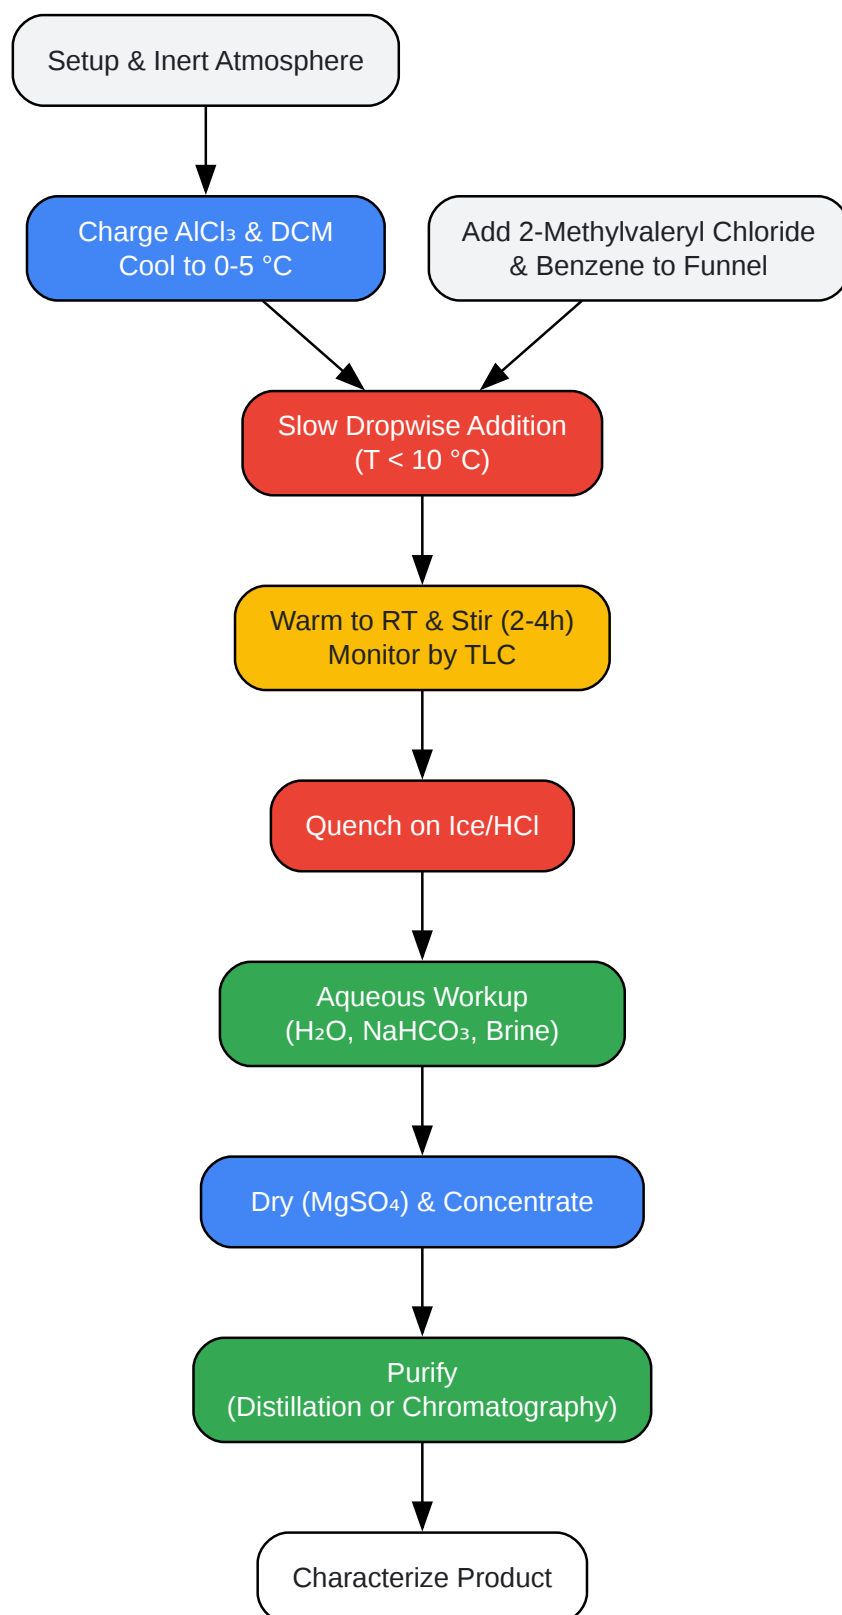 Setup & Inert Atmosphere
Charge AlCl₃ & DCM
Cool to 0-5 °C
Add 2-Methylvaleryl Chloride
& Benzene to Funnel
Slow Dropwise Addition
(T < 10 °C)
Warm to RT & Stir (2-4h)
Monitor by TLC
Quench on Ice/HCl
Aqueous Workup
(H₂O, NaHCO₃, Brine)
Dry (MgSO₄) & Concentrate
Purify
(Distillation or Chromatography)
Characterize Product